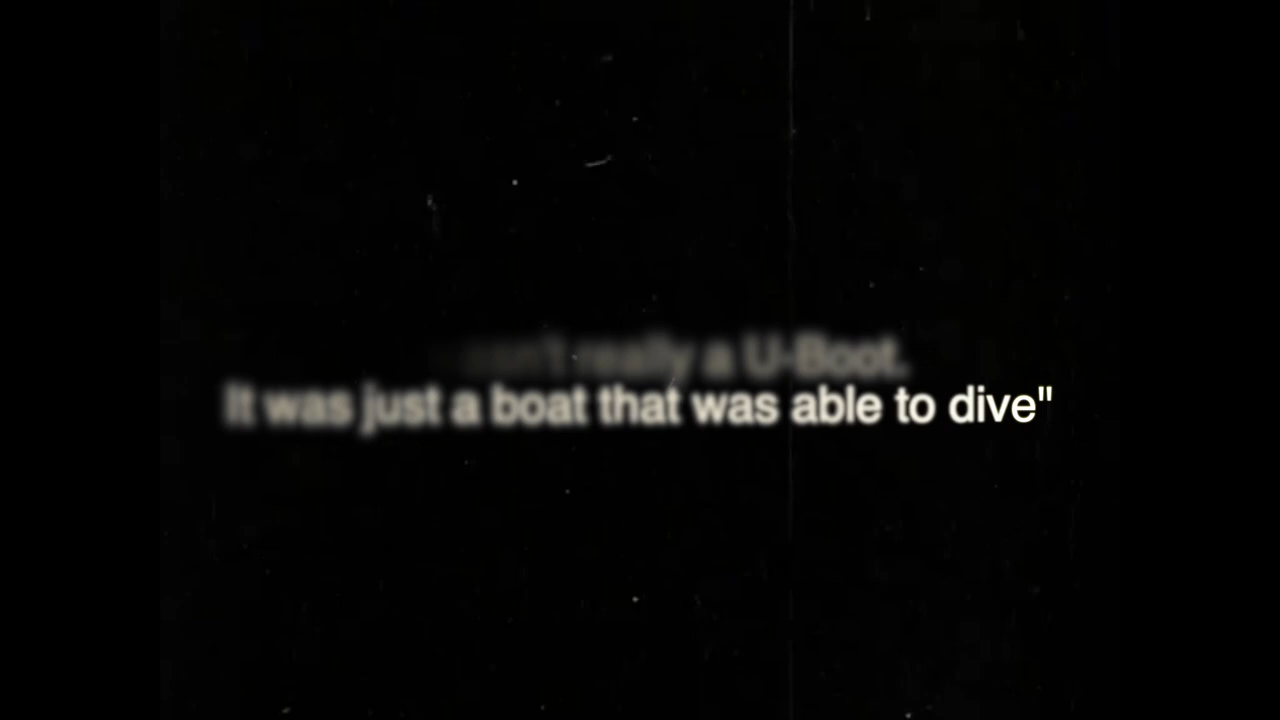 really a U-Boot.
It was just a boat that was able to dive"